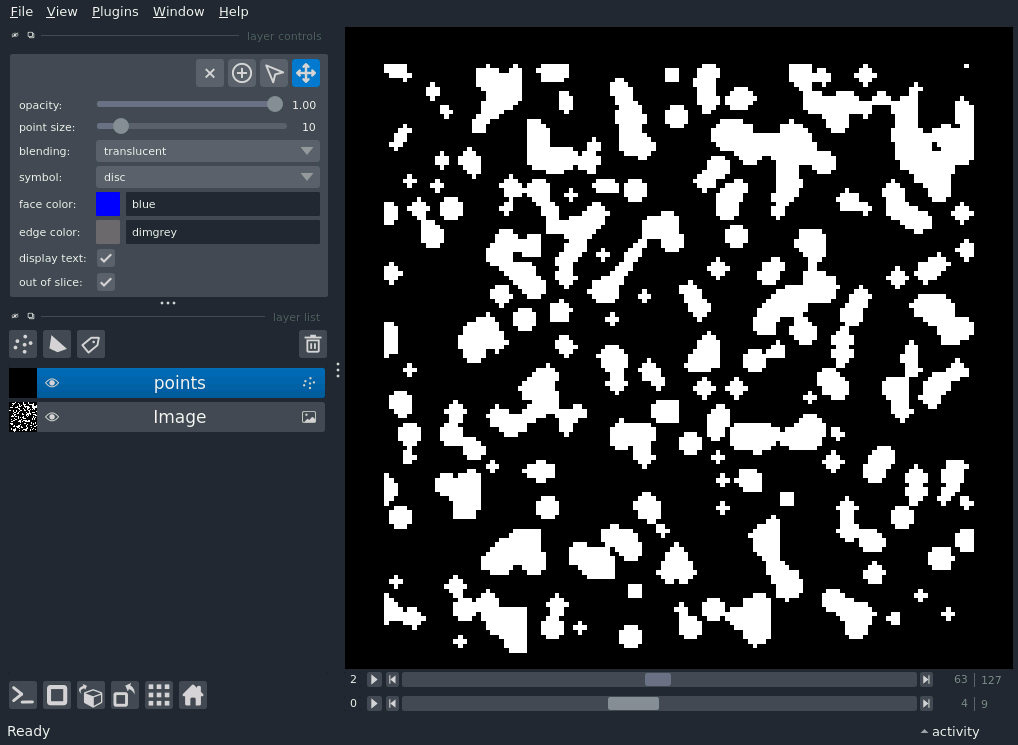 File View Plugins Window Help
layer controls
opacity: 1.00
point size: 10
blending: translucent
symbol: disc
face color: blue
edge color: dimgrey
display text:
out of slice:
layer list
points
Image
2 63 127
0 4 9
Ready activity